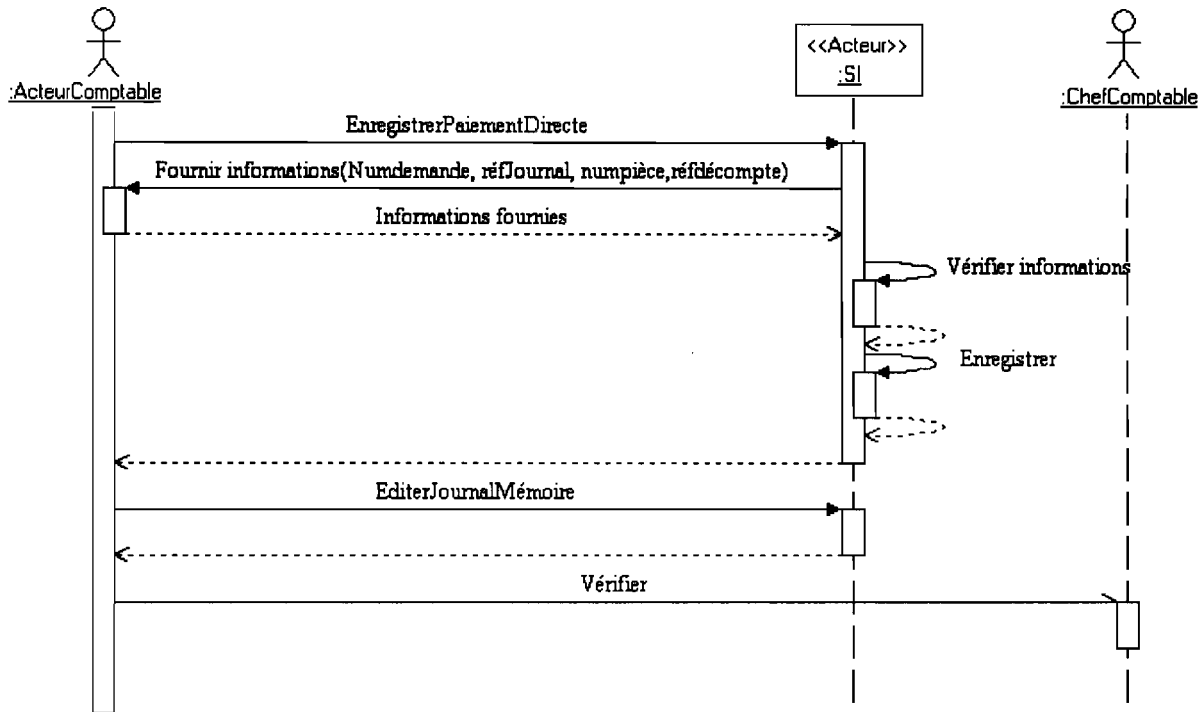 <<Acteur>>
:SI
:ActeurComptable
:ChefComptable
EnregistrerPaiementDirecte
Fournir informations(Numdemande, réfJournal, numpièce,réfdécompte)
Informations fournies
Vérifier informations
Enregistrer
EditerJournalMémoire
Vérifier